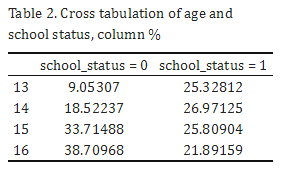 Table 2. Cross tabulation of age and
school status, column %
school_status = 0 school_status = 1
13 9.05307 25.32812
14 18.52237 26.97125
15 33.71488 25.80904
16 38.70968 21.89159